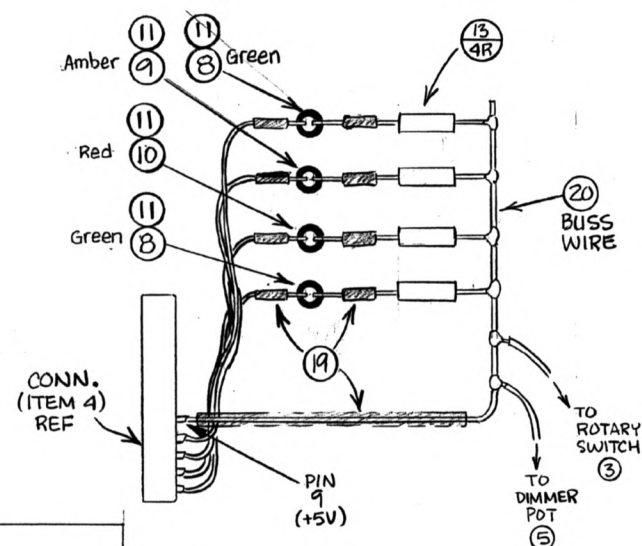 11 11
Amber 9 8 Green
13
4R
11
Red 10
11
Green 8
20
BUSS
WIRE
19
CONN.
(ITEM 4)
REF
PIN
9
(+5V)
TO
ROTARY
SWITCH
3
TO
DIMMER
POT
5